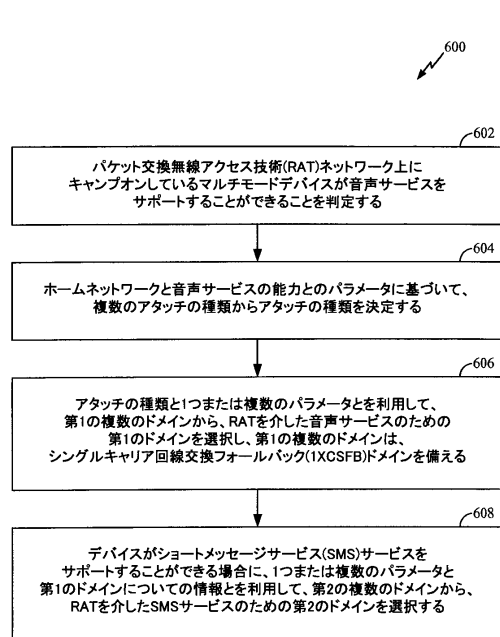 600
602
パケット交換無線アクセス技術(RAT)ネットワーク上に
キャンプオンしているマルチモードデバイスが音声サービスを
サポートすることができることを判定する
604
ホームネットワークと音声サービスの能力とのパラメータに基づいて、
複数のアタッチの種類からアタッチの種類を決定する
606
アタッチの種類と1つまたは複数のパラメータとを利用して、
第1の複数のドメインから、RATを介した音声サービスのための
第1のドメインを選択し、第1の複数のドメインは、
シングルキャリア回線交換フォールバック(1XCSFB)ドメインを備える
608
デバイスがショートメッセージサービス(SMS)サービスを
サポートすることができる場合に、1つまたは複数のパラメータと
第1のドメインについての情報とを利用して、第2の複数のドメインから、
RATを介したSMSサービスのための第2のドメインを選択する